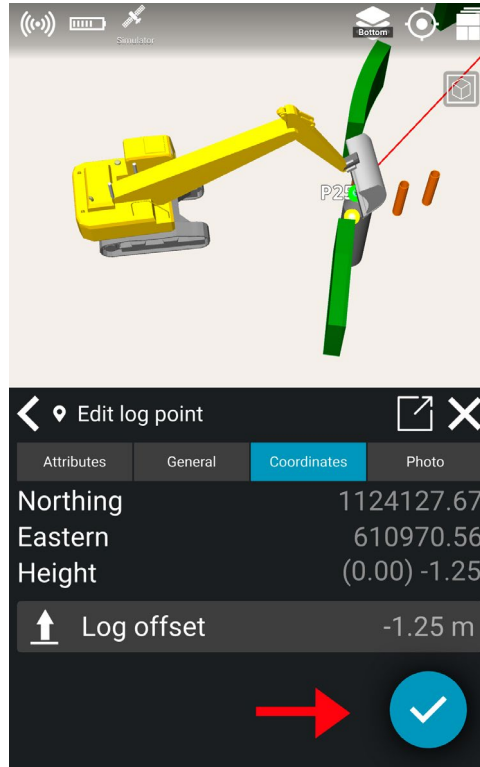 Bottom
Simulator
P25
Edit log point
Attributes General Coordinates Photo
Northing 1124127.67
Eastern 610970.56
Height (0.00) -1.25
Log offset -1.25 m